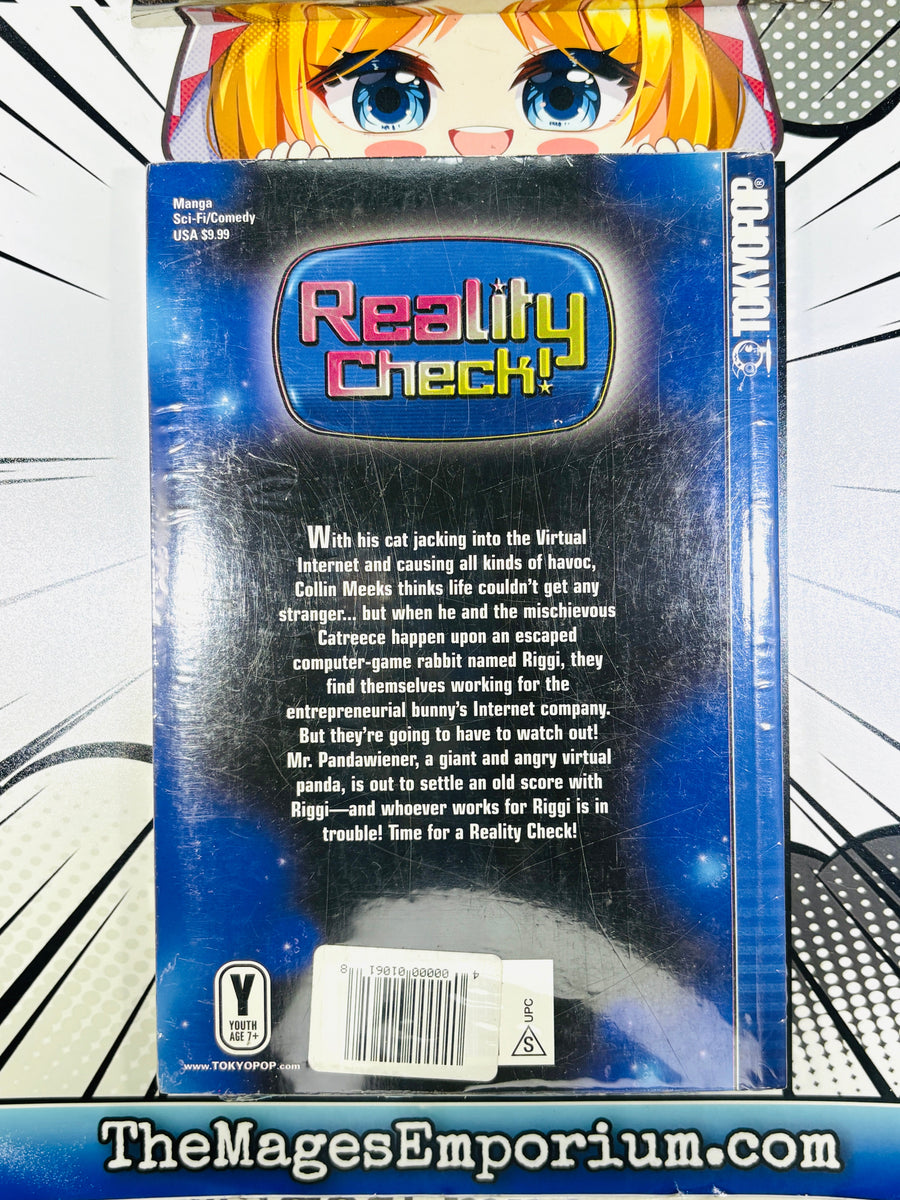 Manga
Sci-Fi/Comedy
USA $9.99
TOKYOPOP®
Reality
Check!
With his cat jacking into the Virtual
Internet and causing all kinds of havoc,
Collin Meeks thinks life couldn't get any
stranger... but when he and the mischievous
Catreece happen upon an escaped
computer-game rabbit named Riggi, they
find themselves working for the
entrepreneurial bunny's Internet company.
But they're going to have to watch out!
Mr. Pandawiener, a giant and angry virtual
panda, is out to settle an old score with
Riggi—and whoever works for Riggi is in
trouble! Time for a Reality Check!
Y
YOUTH
AGE 7+
www.TOKYOPOP.com
4 00000 01061 8
S UPC
TheMagesEmporium.com